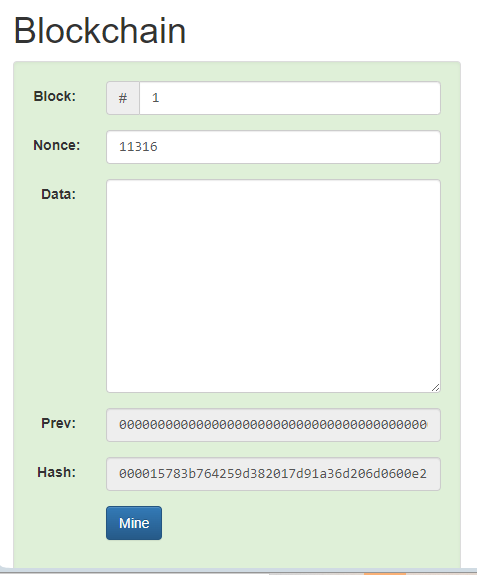 Blockchain
Block: # 1
Nonce: 11316
Data:
Prev: 0000000000000000000000000000000000000000
Hash: 000015783b764259d382017d91a36d206d0600e2
Mine